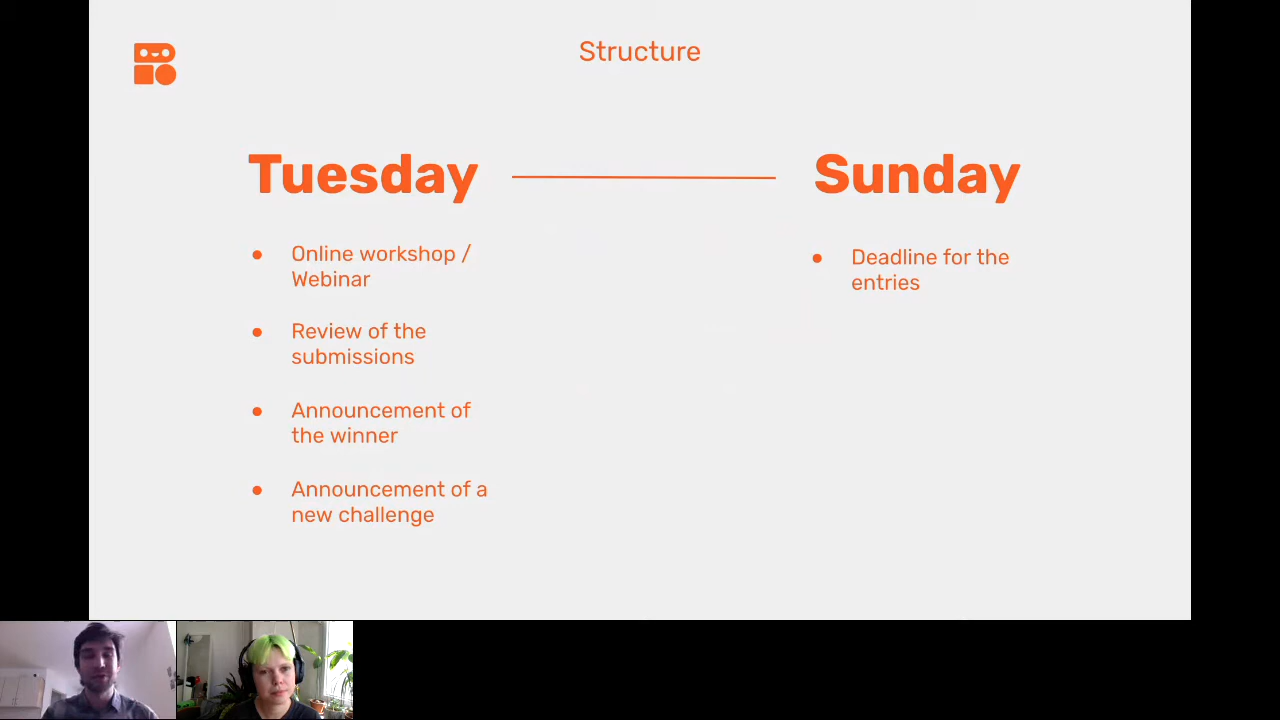 Structure
Tuesday
Sunday
● Online workshop /
Webinar
● Review of the
submissions
● Announcement of
the winner
● Announcement of a
new challenge
● Deadline for the
entries